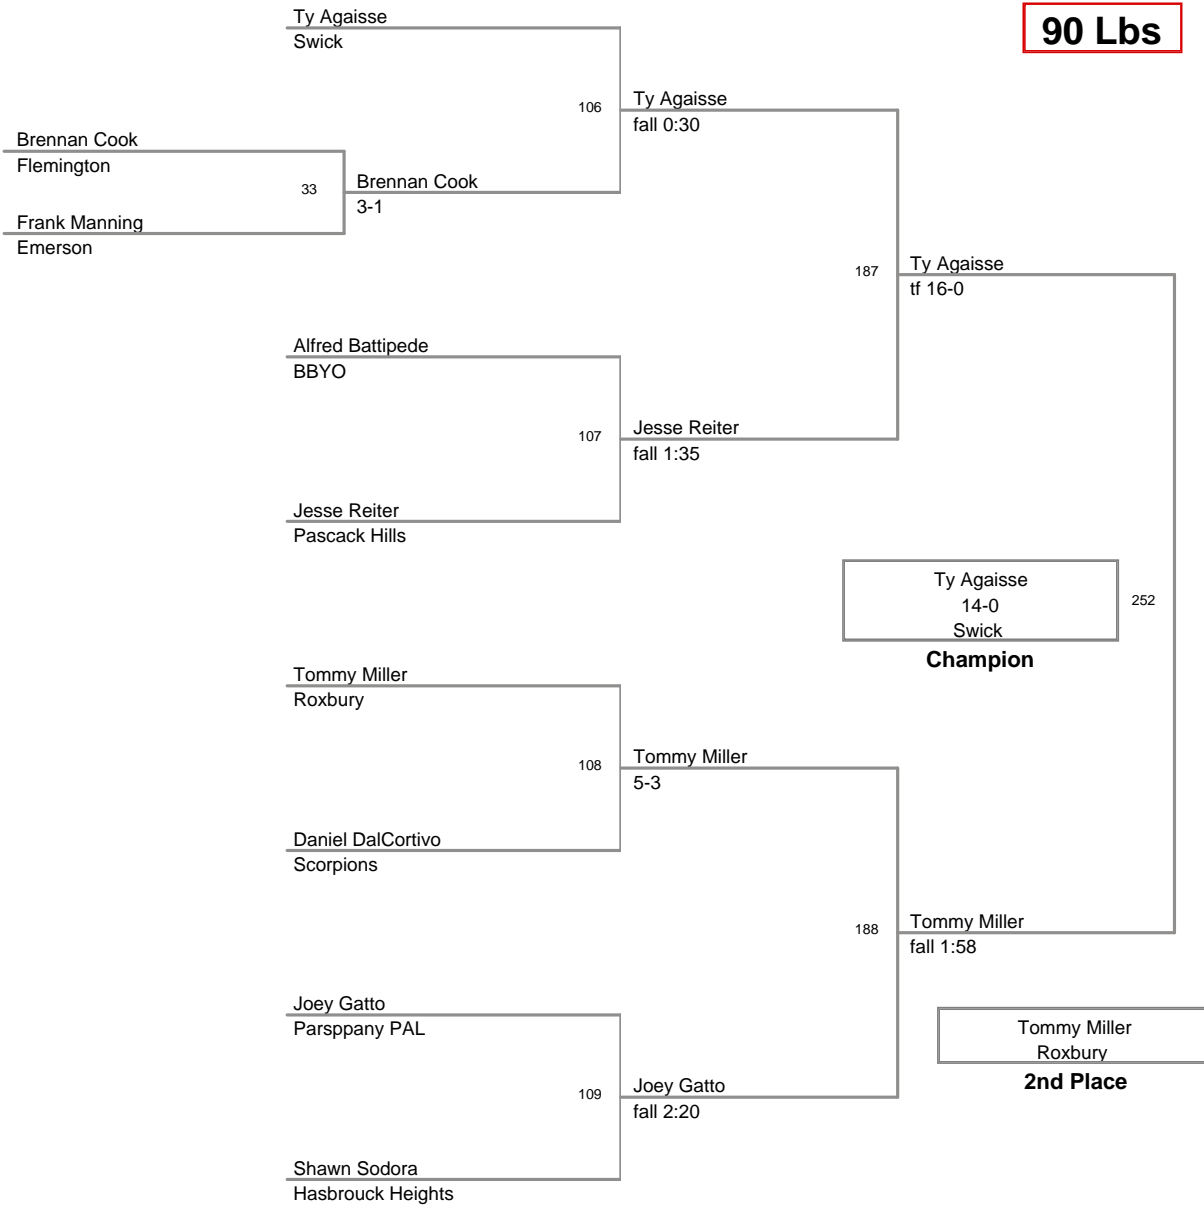 Ty Agaisse
Swick
90 Lbs
106
Ty Agaisse
fall 0:30
Brennan Cook
Flemington
33
Brennan Cook
3-1
Frank Manning
Emerson
187
Ty Agaisse
tf 16-0
Alfred Battipede
BBYO
107
Jesse Reiter
fall 1:35
Jesse Reiter
Pascack Hills
Ty Agaisse
14-0
Swick
252
Champion
Tommy Miller
Roxbury
108
Tommy Miller
5-3
Daniel DalCortivo
Scorpions
188
Tommy Miller
fall 1:58
Joey Gatto
Parsppany PAL
Tommy Miller
Roxbury
2nd Place
109
Joey Gatto
fall 2:20
Shawn Sodora
Hasbrouck Heights